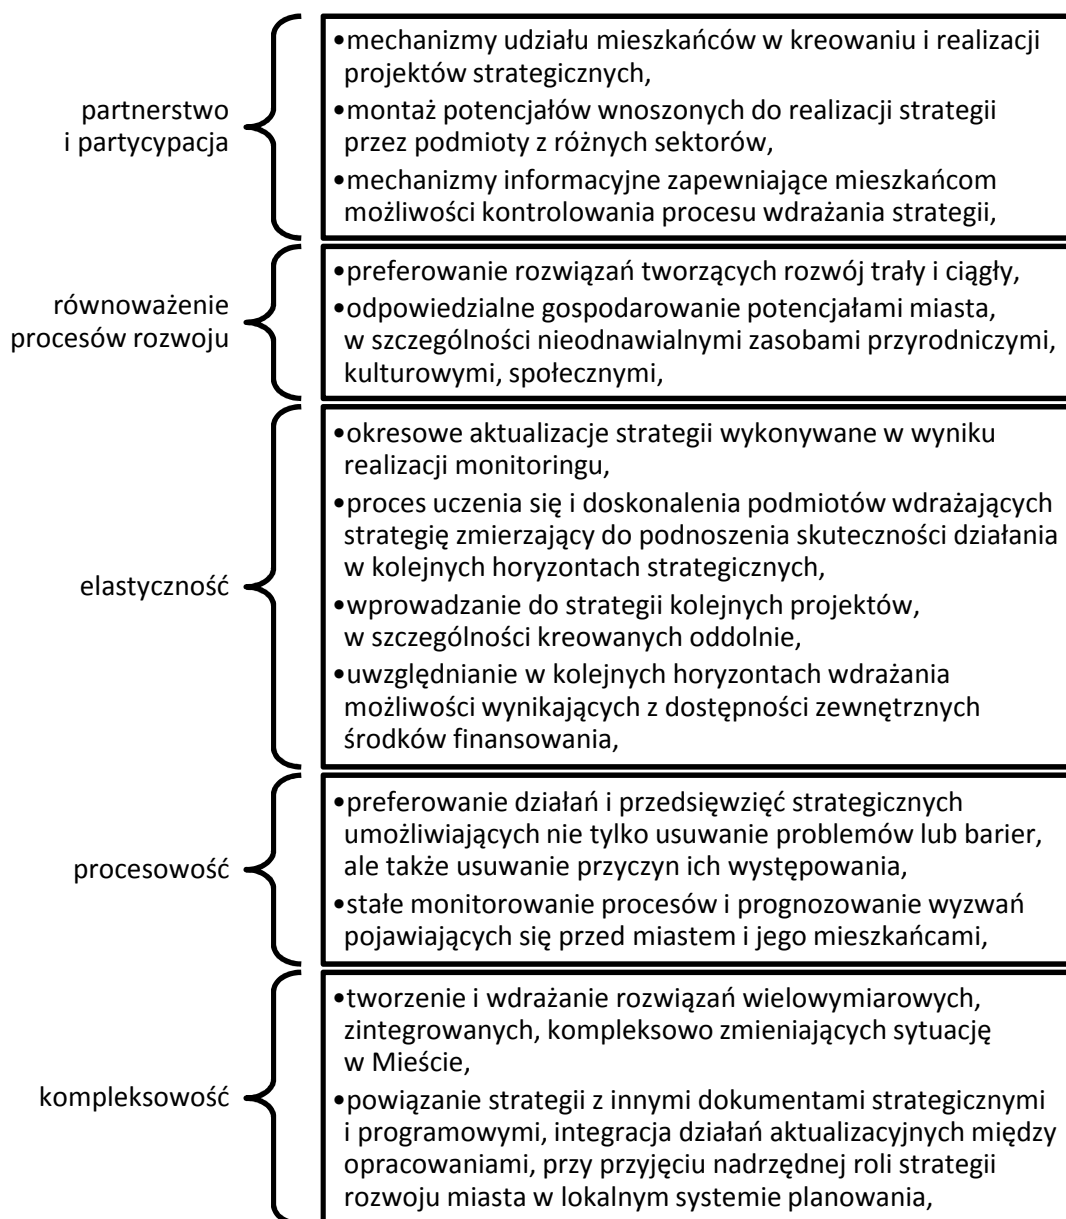 partnerstwo
i partycypacja
•mechanizmy udziału mieszkańców w kreowaniu i realizacji
projektów strategicznych,
•montaż potencjałów wnoszonych do realizacji strategii
przez podmioty z różnych sektorów,
•mechanizmy informacyjne zapewniające mieszkańcom
możliwości kontrolowania procesu wdrażania strategii,
równoważenie
procesów rozwoju
•preferowanie rozwiązań tworzących rozwój trały i ciągły,
•odpowiedzialne gospodarowanie potencjałami miasta,
w szczególności nieodnawialnymi zasobami przyrodniczymi,
kulturowymi, społecznymi,
elastyczność
•okresowe aktualizacje strategii wykonywane w wyniku
realizacji monitoringu,
•proces uczenia się i doskonalenia podmiotów wdrażających
strategię zmierzający do podnoszenia skuteczności działania
w kolejnych horyzontach strategicznych,
•wprowadzanie do strategii kolejnych projektów,
w szczególności kreowanych oddolnie,
•uwzględnianie w kolejnych horyzontach wdrażania
możliwości wynikających z dostępności zewnętrznych
środków finansowania,
procesowość
•preferowanie działań i przedsięwzięć strategicznych
umożliwiających nie tylko usuwanie problemów lub barier,
ale także usuwanie przyczyn ich występowania,
•stałe monitorowanie procesów i prognozowanie wyzwań
pojawiających się przed miastem i jego mieszkańcami,
kompleksowość
•tworzenie i wdrażanie rozwiązań wielowymiarowych,
zintegrowanych, kompleksowo zmieniających sytuację
w Mieście,
•powiązanie strategii z innymi dokumentami strategicznymi
i programowymi, integracja działań aktualizacyjnych między
opracowaniami, przy przyjęciu nadrzędnej roli strategii
rozwoju miasta w lokalnym systemie planowania,